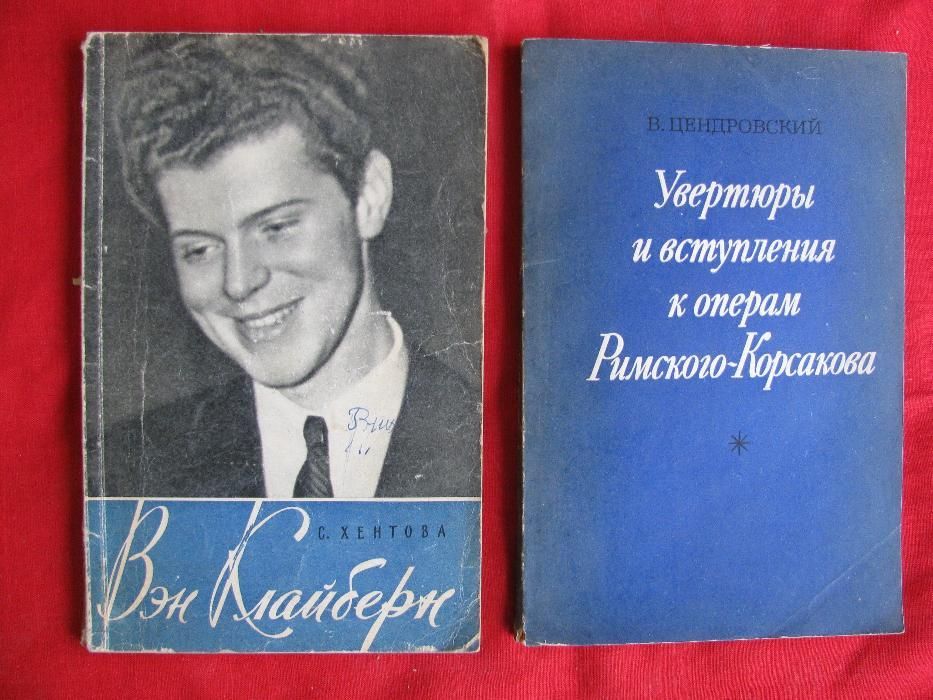 С. ХЕНТОВА
Вэн Клайберн
В. ЦЕНДРОВСКИЙ
Увертюры
и вступления
к операм
Римского-Корсакова